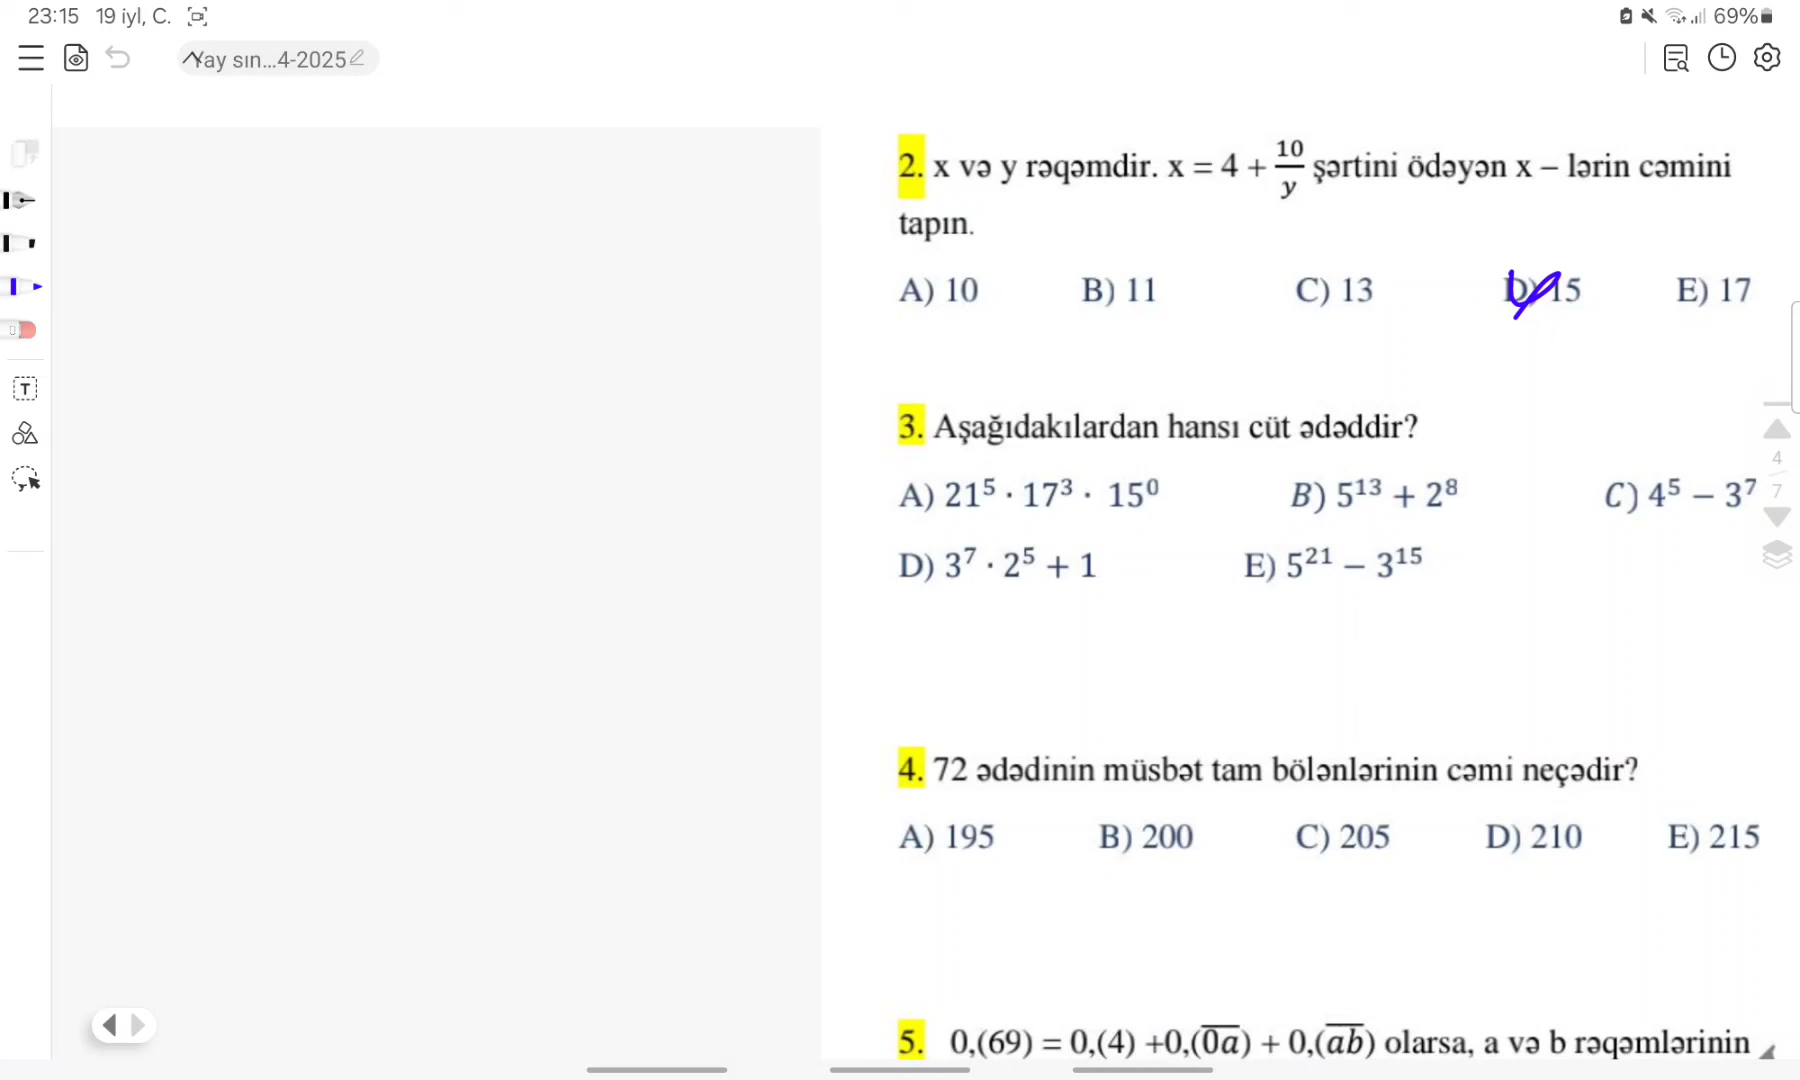 23:15 19 iyl, C. 69%
Yay sın...4-2025
2. x və y rəqəmdir. x = 4 + 10/y şərtini ödəyən x – lərin cəmini
tapın.
A) 10 B) 11 C) 13 D) 15 E) 17
3. Aşağıdakılardan hansı cüt ədəddir?
A) 21⁵ · 17³ · 15⁰ B) 5¹³ + 2⁸ C) 4⁵ − 3⁷
D) 3⁷ · 2⁵ + 1 E) 5²¹ − 3¹⁵
4
7
T
4. 72 ədədinin müsbət tam bölənlərinin cəmi neçədir?
A) 195 B) 200 C) 205 D) 210 E) 215
5. 0,(69) = 0,(4) +0,(0̅a̅) + 0,(a̅b̅) olarsa, a və b rəqəmlərinin